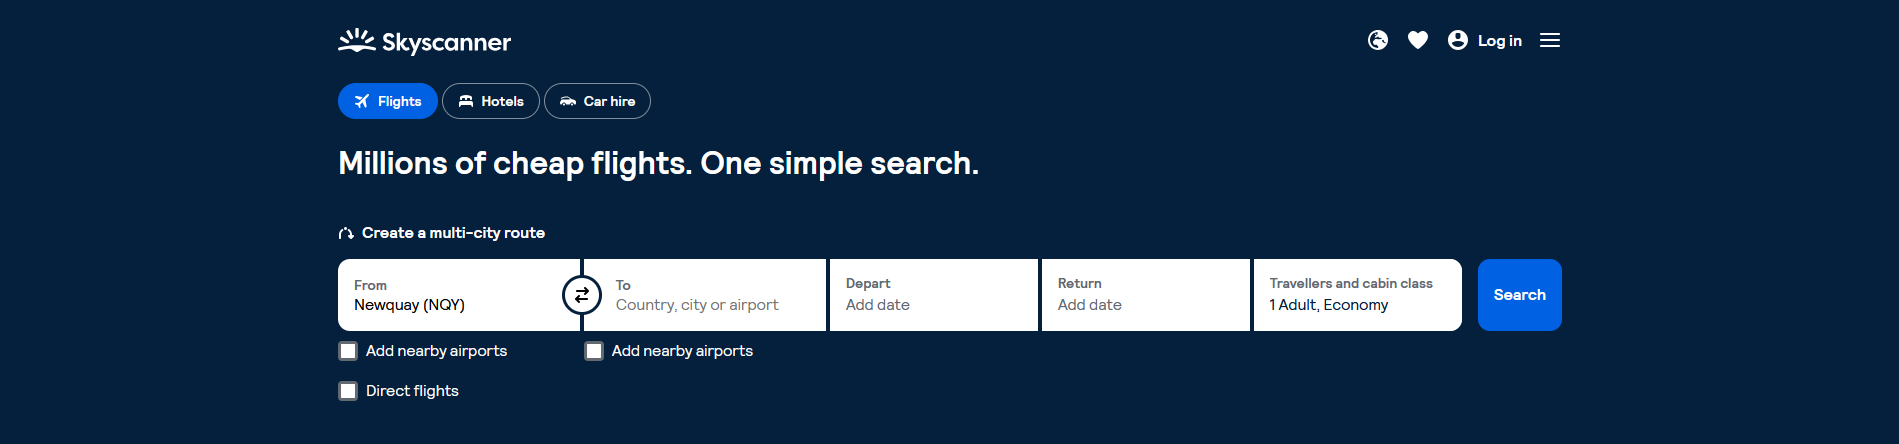 Skyscanner
Log in
Flights
Hotels
Car hire
Millions of cheap flights. One simple search.
Create a multi-city route
From
Newquay (NQY)
To
Country, city or airport
Depart
Add date
Return
Add date
Travellers and cabin class
1 Adult, Economy
Search
Add nearby airports
Add nearby airports
Direct flights